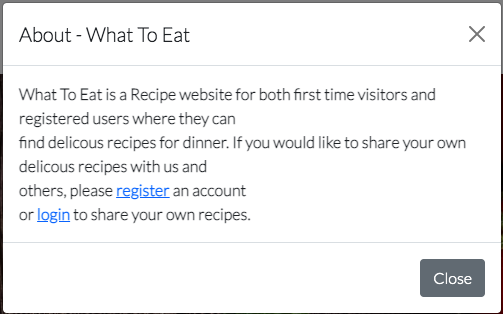 About - What To Eat
What To Eat is a Recipe website for both first time visitors and
registered users where they can
find delicous recipes for dinner. If you would like to share your own
delicous recipes with us and
others, please register an account
or login to share your own recipes.
Close